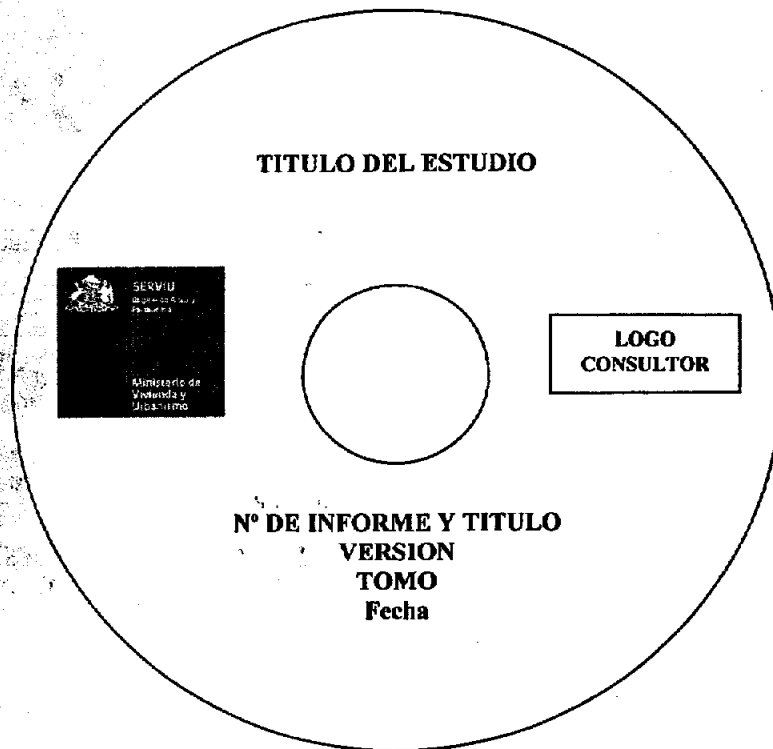 TITULO DEL ESTUDIO
SERVIU
Ministerio de
Vivienda y
Urbanismo
LOGO
CONSULTOR
Nº DE INFORME Y TITULO
VERSION
TOMO
Fecha